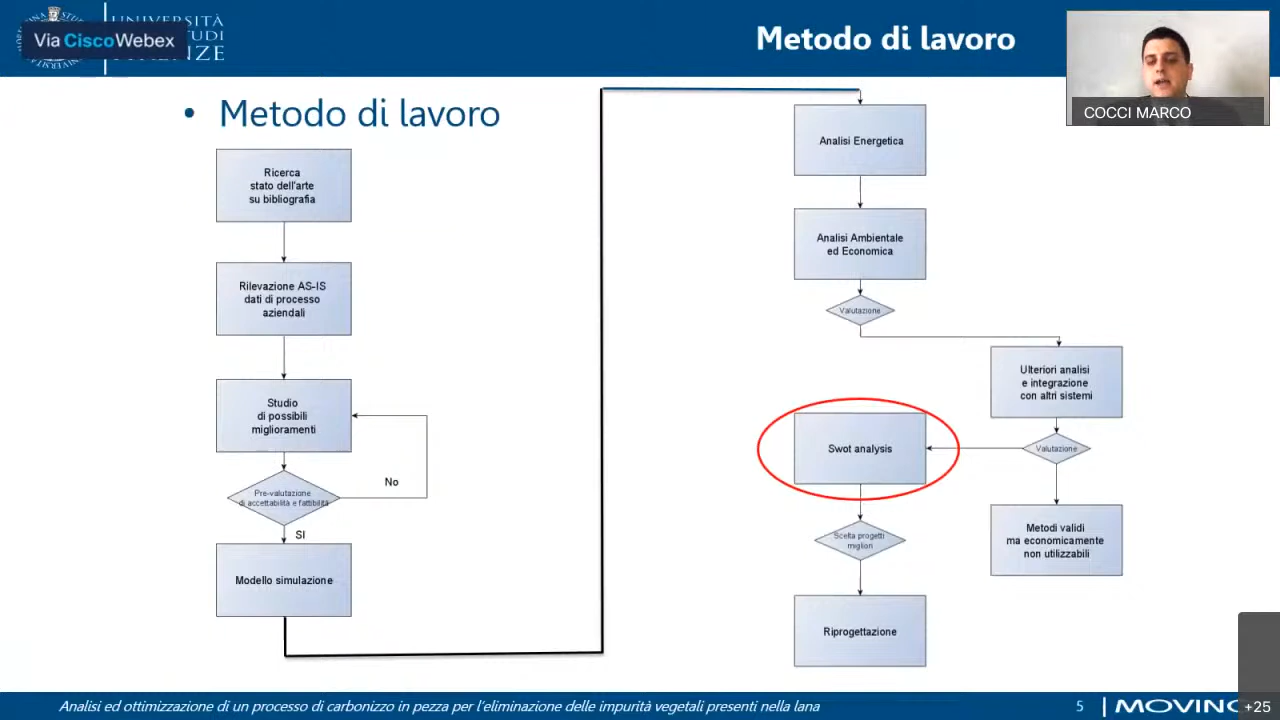 UNIVERSITÀ
STUDI
Via Cisco Webex
Metodo di lavoro
COCCI MARCO
• Metodo di lavoro
Ricerca
stato dell'arte
su bibliografia
Rilevazione AS-IS
dati di processo
aziendali
Studio
di possibili
miglioramenti
No
Pre-valutazione
di accettabilità e fattibilità
SI
Modello simulazione
Analisi Energetica
Analisi Ambientale
ed Economica
Valutazione
Ulteriori analisi
e integrazione
con altri sistemi
Valutazione
Swot analysis
Metodi validi
ma economicamente
non utilizzabili
Scelta progetti
migliori
Riprogettazione
Analisi ed ottimizzazione di un processo di carbonizzo in pezza per l'eliminazione delle impurità vegetali presenti nella lana
5
MOVING
+25